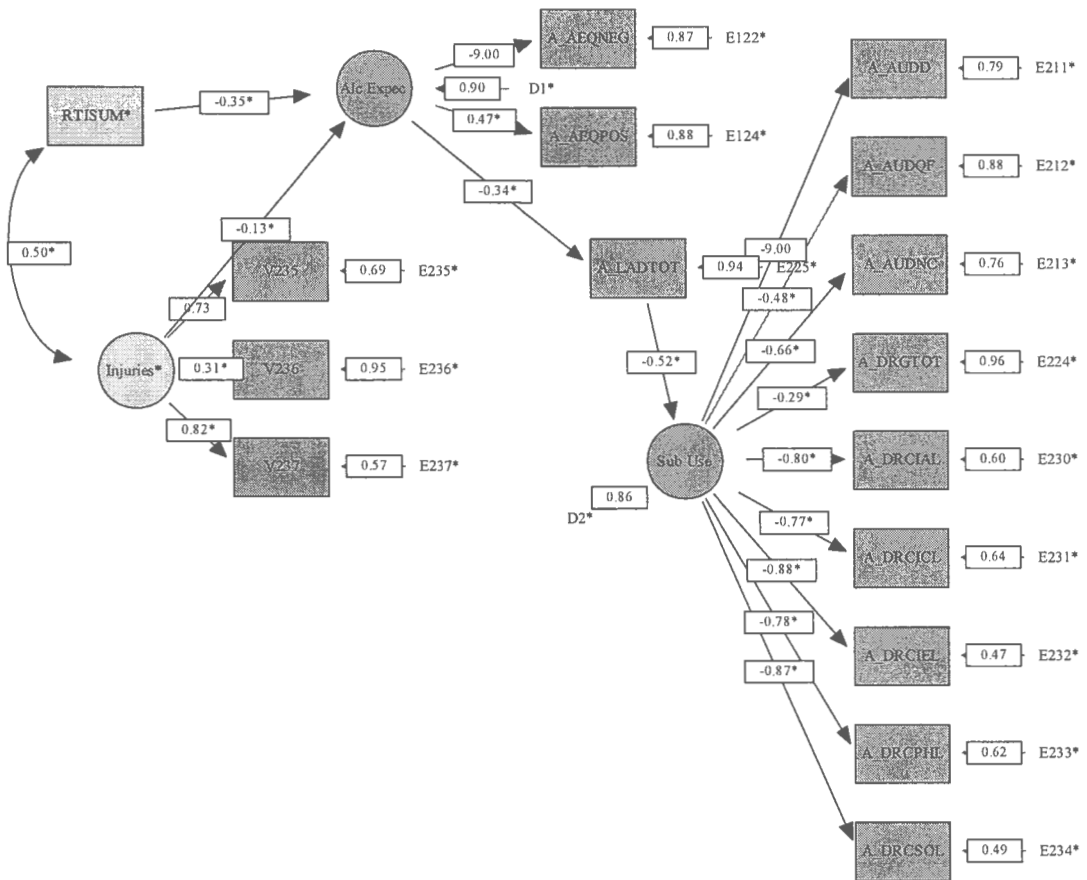 A_AEQNEG
0.87
E122*
-9.00
Alc Expec
0.90
D1*
0.47*
A_AEQPOS
0.88
E124*
RTISUM*
-0.35*
A_AUDD
0.79
E211*
A_AUDQF
0.88
E212*
-0.34*
-0.13*
0.50*
V235
0.69
E235*
A_LADTOT
0.94
E225*
-9.00
A_AUDNC
0.76
E213*
-0.48*
0.73
Injuries*
0.31*
V236
0.95
E236*
-0.52*
-0.66*
A_DRGTOT
0.96
E224*
-0.29*
0.82*
V237
0.57
E237*
Sub Use
-0.80*
A_DRCIAL
0.60
E230*
0.86
D2*
-0.77*
A_DRCICL
0.64
E231*
-0.88*
-0.78*
A_DRCIEL
0.47
E232*
-0.87*
A_DRCPHL
0.62
E233*
A_DRCSOL
0.49
E234*